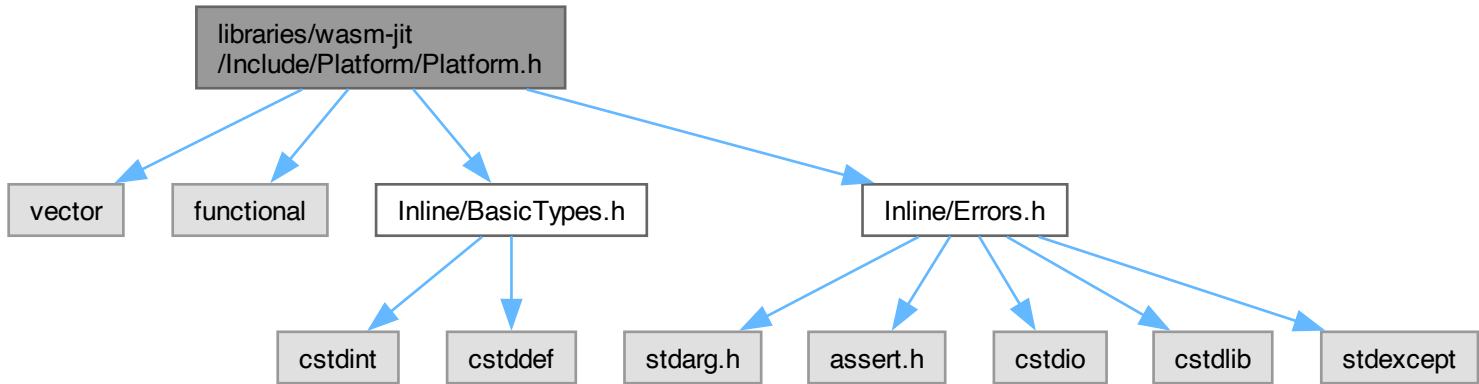 libraries/wasm-jit
/Include/Platform/Platform.h
vector
functional
Inline/BasicTypes.h
Inline/Errors.h
cstdint
cstddef
stdarg.h
assert.h
cstdio
cstdlib
stdexcept